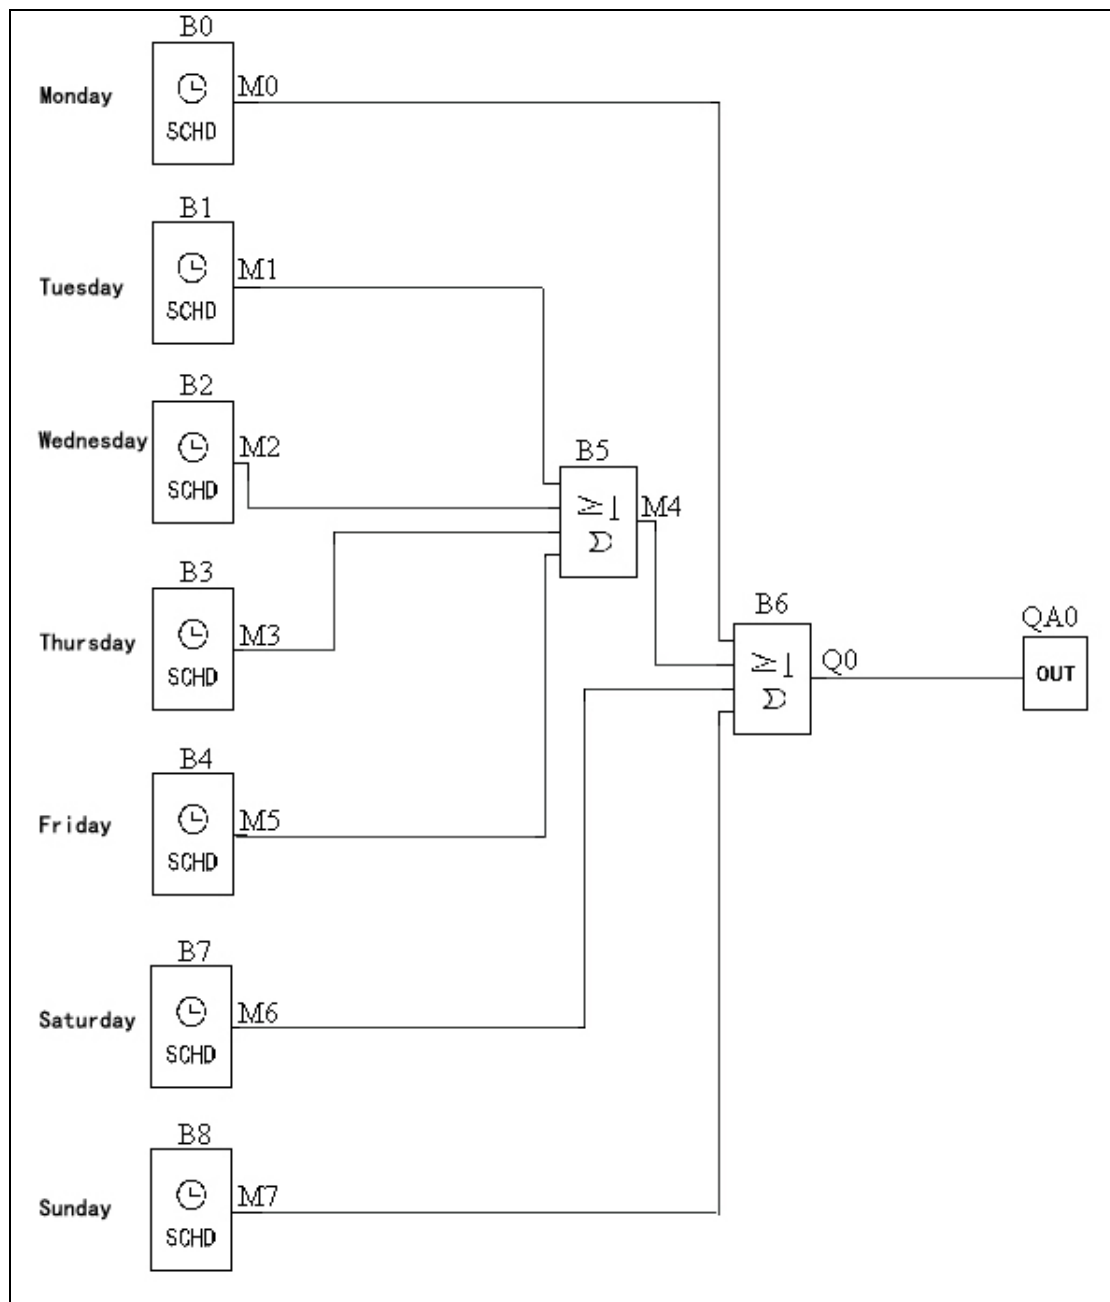 B0
Monday
M0
SCHD
B1
Tuesday
M1
SCHD
B2
Wednesday
M2
SCHD
B5
≥1
M4
B3
Thursday
M3
SCHD
B6
≥1
Q0
QA0
OUT
B4
Friday
M5
SCHD
B7
Saturday
M6
SCHD
B8
Sunday
M7
SCHD